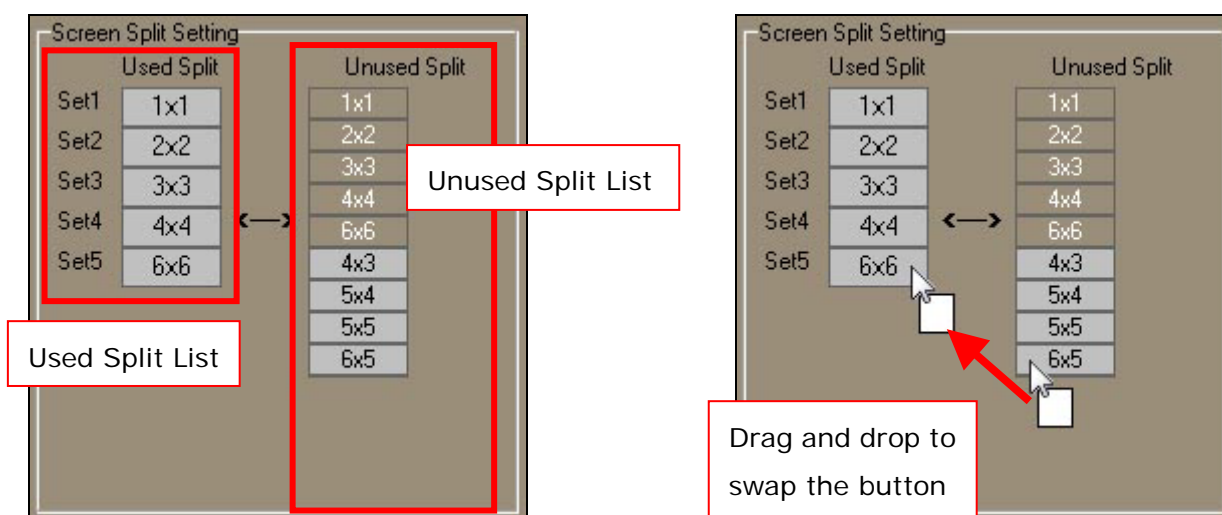 Screen Split Setting
Used Split
Unused Split
Set1
1x1
1x1
Set2
2x2
2x2
Set3
3x3
3x3
Set4
4x4
4x4
Set5
6x6
6x6
4x3
5x4
5x5
6x5
Unused Split List
Used Split List
Screen Split Setting
Used Split
Unused Split
Set1
1x1
1x1
Set2
2x2
2x2
Set3
3x3
3x3
Set4
4x4
4x4
Set5
6x6
6x6
4x3
5x4
5x5
6x5
Drag and drop to
swap the button